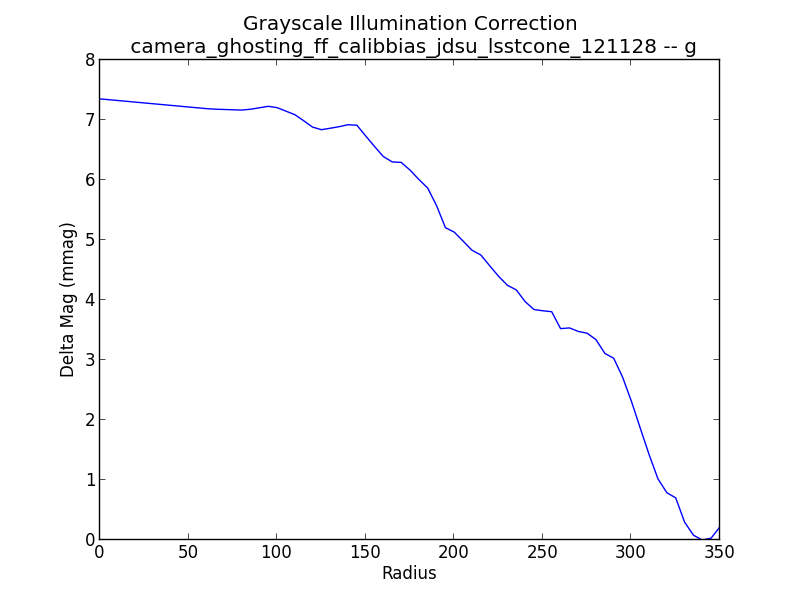 Grayscale Illumination Correction
camera_ghosting_ff_calibbias_jdsu_lsstcone_121128 -- g
8
7
6
5
4
3
2
1
0
Delta Mag (mmag)
0 50 100 150 200 250 300 350
Radius